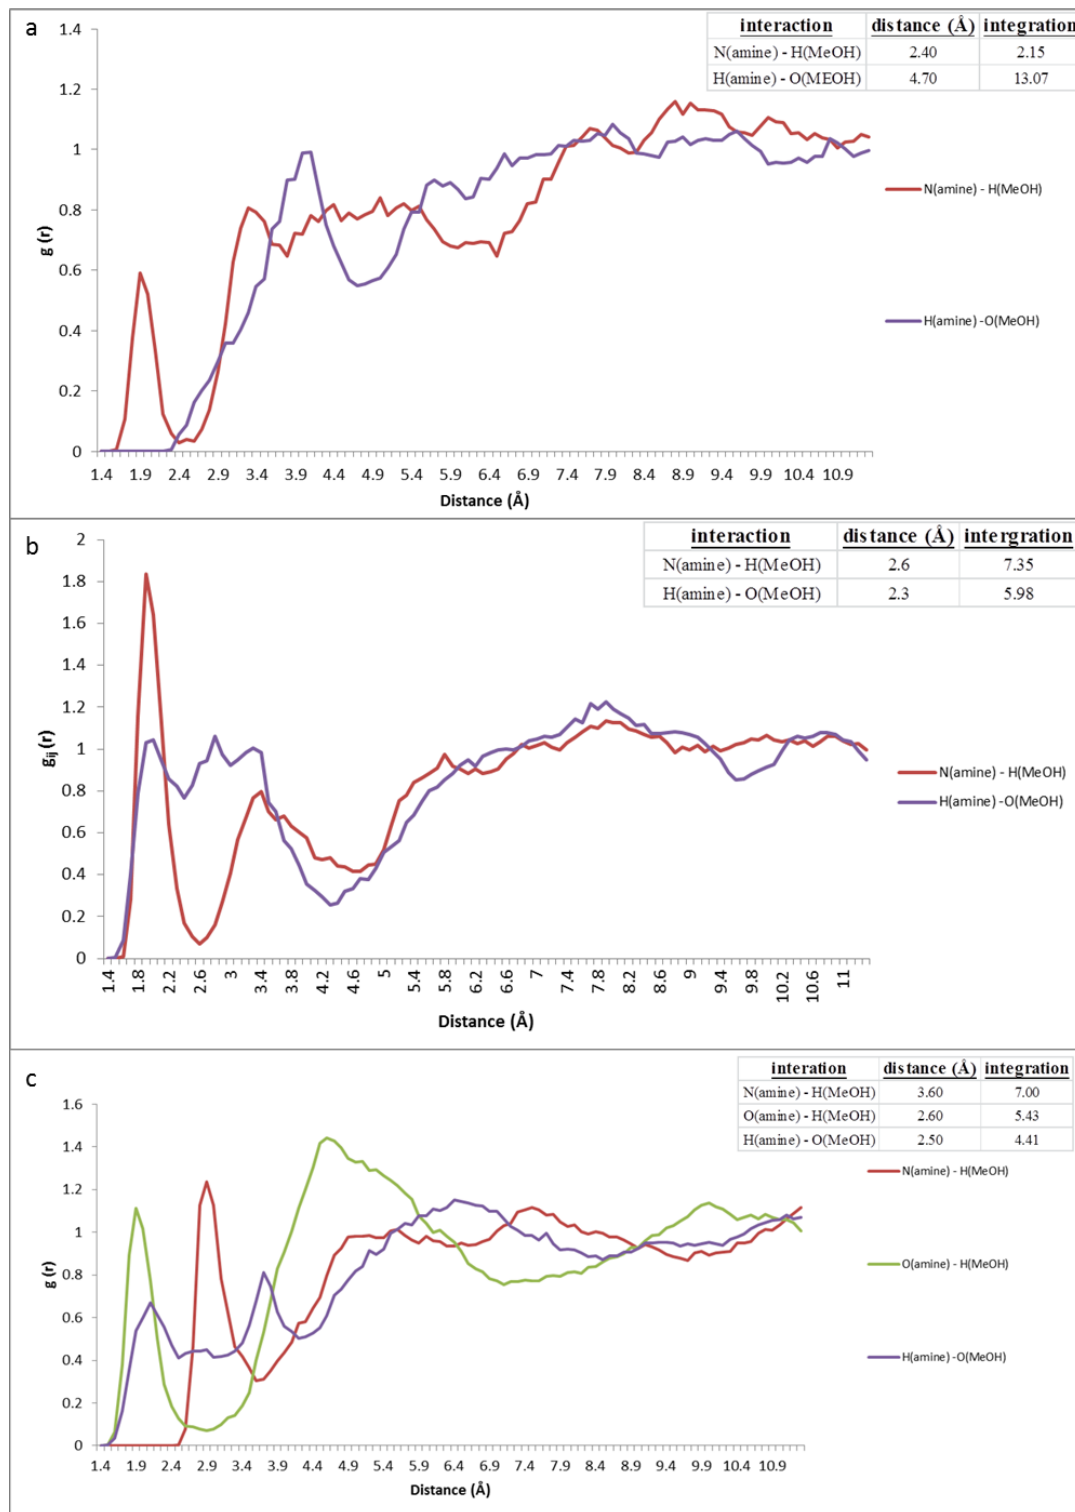 a
interaction distance (Å) integration
N(amine) - H(MeOH) 2.40 2.15
H(amine) - O(MEOH) 4.70 13.07
1.4
1.2
1
0.8
0.6
0.4
0.2
0
g (r)
N(amine) - H(MeOH)
H(amine) -O(MeOH)
1.4 1.9 2.4 2.9 3.4 3.9 4.4 4.9 5.4 5.9 6.4 6.9 7.4 7.9 8.4 8.9 9.4 9.9 10.4 10.9
Distance (Å)
b
interaction distance (Å) intergration
N(amine) - H(MeOH) 2.6 7.35
H(amine) - O(MeOH) 2.3 5.98
2
1.8
1.6
1.4
1.2
1
0.8
0.6
0.4
0.2
0
gij (r)
N(amine) - H(MeOH)
H(amine) -O(MeOH)
1.4 1.8 2.2 2.6 3 3.4 3.8 4.2 4.6 5 5.4 5.8 6.2 6.6 7 7.4 7.8 8.2 8.6 9 9.4 9.8 10.2 10.6 11
Distance (Å)
c
interation distance (Å) integration
N(amine) - H(MeOH) 3.60 7.00
O(amine) - H(MeOH) 2.60 5.43
H(amine) - O(MeOH) 2.50 4.41
1.6
1.4
1.2
1
0.8
0.6
0.4
0.2
0
g (r)
N(amine) - H(MeOH)
O(amine) - H(MeOH)
H(amine) -O(MeOH)
1.4 1.9 2.4 2.9 3.4 3.9 4.4 4.9 5.4 5.9 6.4 6.9 7.4 7.9 8.4 8.9 9.4 9.9 10.4 10.9
Distance (Å)